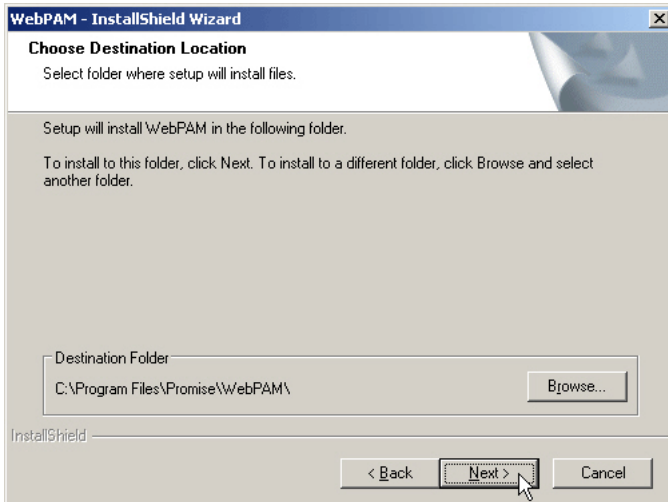 WebPAM - InstallShield Wizard
Choose Destination Location
Select folder where setup will install files.
Setup will install WebPAM in the following folder.
To install to this folder, click Next. To install to a different folder, click Browse and select
another folder.
Destination Folder
C:\Program Files\Promise\WebPAM\
Browse...
InstallShield
< Back
Next >
Cancel